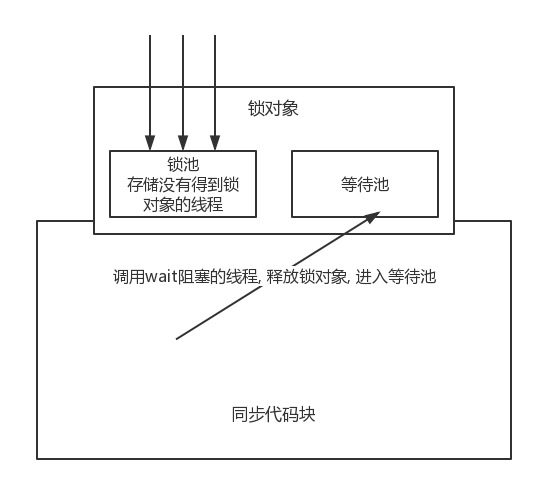 锁对象
锁池
存储没有得到锁
对象的线程
等待池
调用wait阻塞的线程, 释放锁对象, 进入等待池
同步代码块